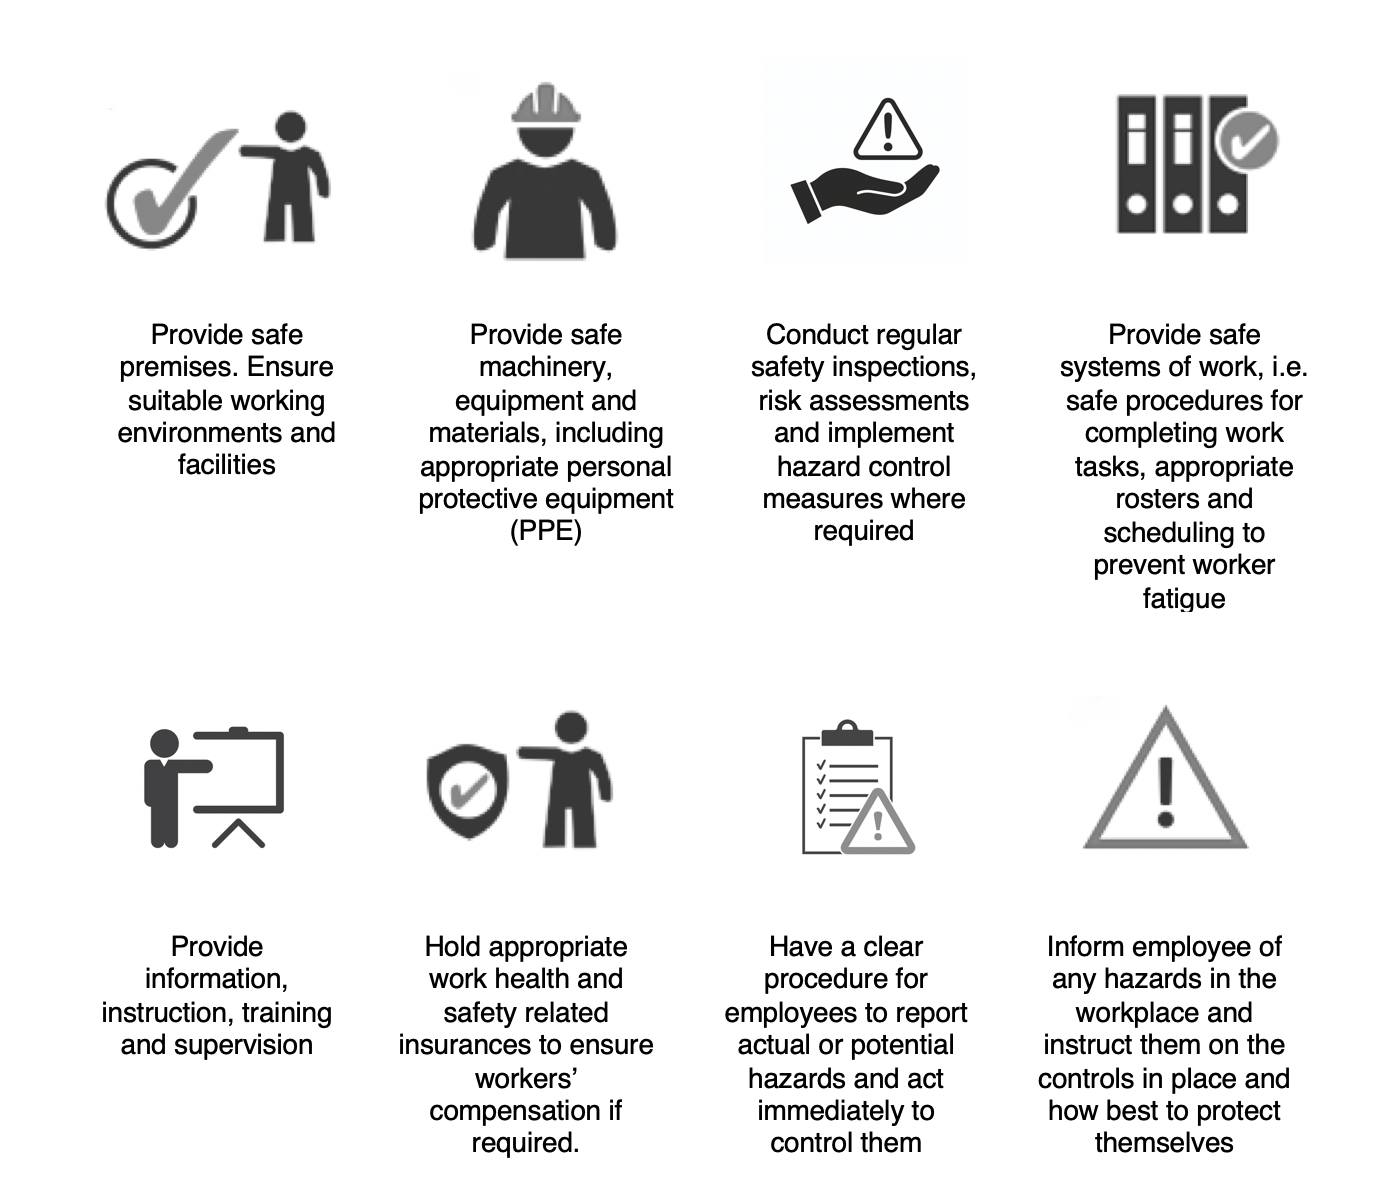 Provide safe
premises. Ensure
suitable working
environments and
facilities
Provide safe
machinery,
equipment and
materials, including
appropriate personal
protective equipment
(PPE)
Conduct regular
safety inspections,
risk assessments
and implement
hazard control
measures where
required
Provide safe
systems of work, i.e.
safe procedures for
completing work
tasks, appropriate
rosters and
scheduling to
prevent worker
fatigue
Provide
information,
instruction, training
and supervision
Hold appropriate
work health and
safety related
insurances to ensure
workers’
compensation if
required.
Have a clear
procedure for
employees to report
actual or potential
hazards and act
immediately to
control them
Inform employee of
any hazards in the
workplace and
instruct them on the
controls in place and
how best to protect
themselves